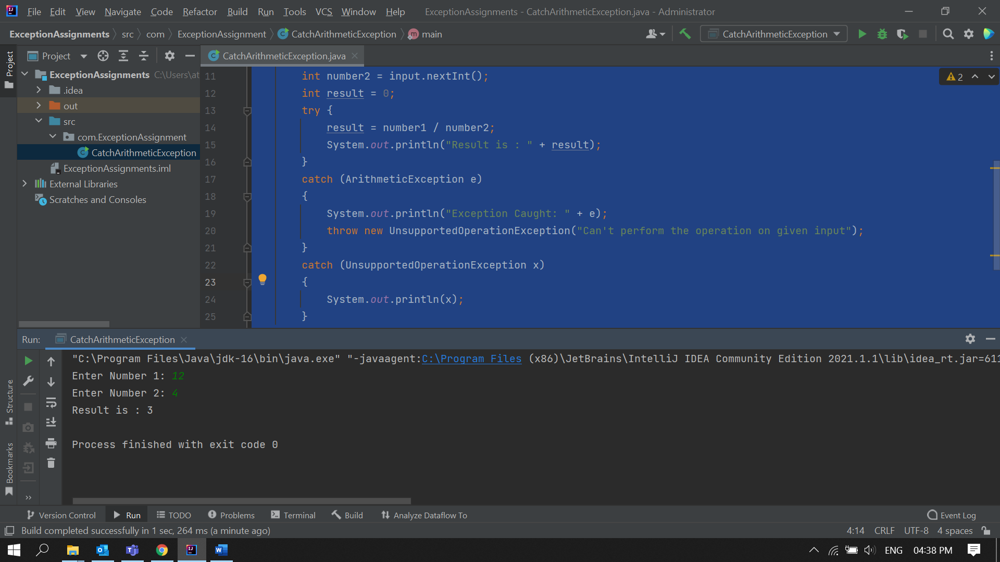 File Edit View Navigate Code Refactor Build Run Tools VCS Window Help ExceptionAssignments - CatchArithmeticException.java - Administrator
ExceptionAssignments src com ExceptionAssignment CatchArithmeticException m main CatchArithmeticException
Project
Project
CatchArithmeticException.java
ExceptionAssignments C:\Users\at
.idea
out
src
com.ExceptionAssignment
CatchArithmeticException
ExceptionAssignments.iml
External Libraries
Scratches and Consoles
2
11 int number2 = input.nextInt();
12 int result = 0;
13 try {
14 result = number1 / number2;
15 System.out.println("Result is : " + result);
16 }
17 catch (ArithmeticException e)
18 {
19 System.out.println("Exception Caught: " + e);
20 throw new UnsupportedOperationException("Can't perform the operation on given input");
21 }
22 catch (UnsupportedOperationException x)
23 {
24 System.out.println(x);
25 }
Run: CatchArithmeticException
"C:\Program Files\Java\jdk-16\bin\java.exe" "-javaagent:C:\Program Files (x86)\JetBrains\IntelliJ IDEA Community Edition 2021.1.1\lib\idea_rt.jar=611
Enter Number 1: 12
Enter Number 2: 4
Result is : 3
Process finished with exit code 0
Structure
Bookmarks
Version Control Run TODO Problems Terminal Build Analyze Dataflow To Event Log
Build completed successfully in 1 sec, 264 ms (a minute ago) 4:14 CRLF UTF-8 4 spaces
ENG 04:38 PM